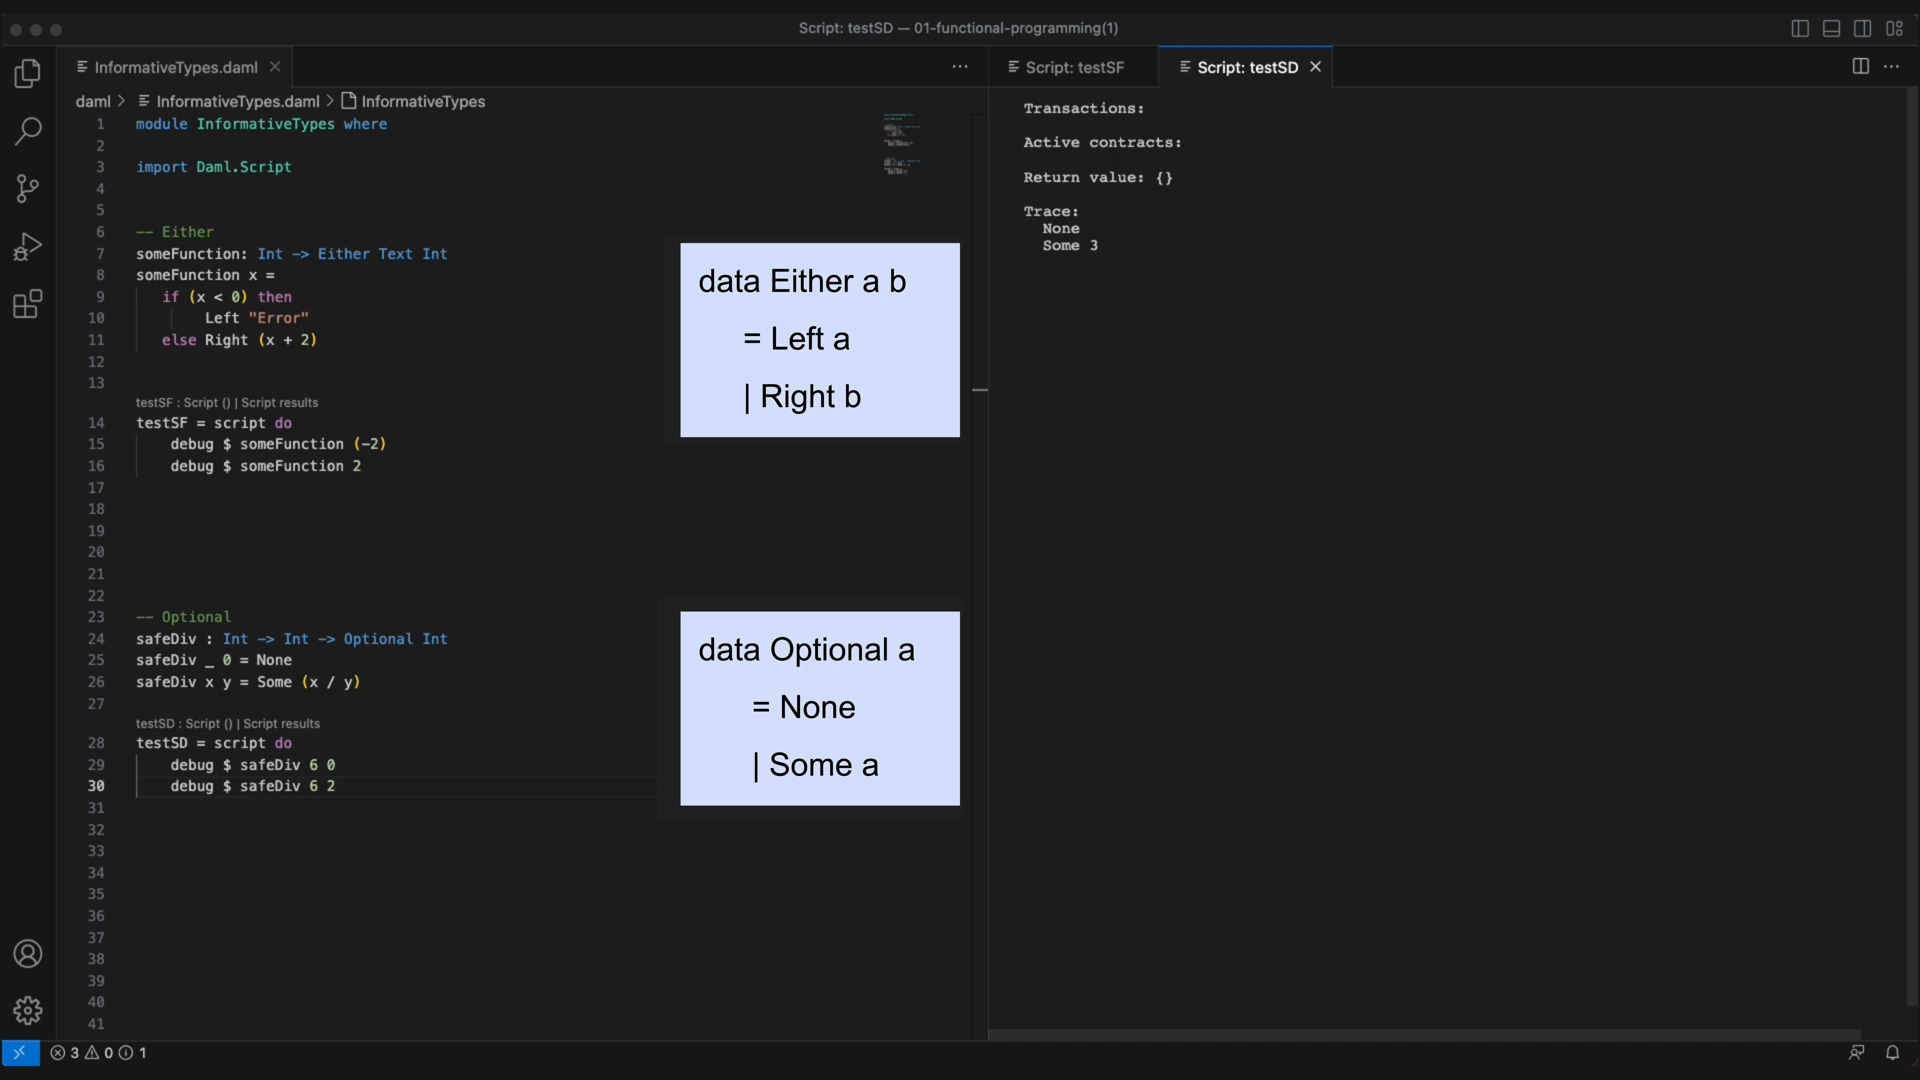 Script: testSD — 01-functional-programming(1)
InformativeTypes.daml
Script: testSF
Script: testSD
daml > InformativeTypes.daml > InformativeTypes
1 module InformativeTypes where
2
3 import Daml.Script
4
5
6 -- Either
7 someFunction: Int -> Either Text Int
8 someFunction x =
9 if (x < 0) then
10 Left "Error"
11 else Right (x + 2)
12
13
testSF : Script () | Script results
14 testSF = script do
15 debug $ someFunction (-2)
16 debug $ someFunction 2
17
18
19
20
21
22
23 -- Optional
24 safeDiv : Int -> Int -> Optional Int
25 safeDiv _ 0 = None
26 safeDiv x y = Some (x / y)
27
testSD : Script () | Script results
28 testSD = script do
29 debug $ safeDiv 6 0
30 debug $ safeDiv 6 2
31
32
33
34
35
36
37
38
39
40
41
data Either a b
= Left a
| Right b
data Optional a
= None
| Some a
Transactions:
Active contracts:
Return value: {}
Trace:
None
Some 3
3 0 1